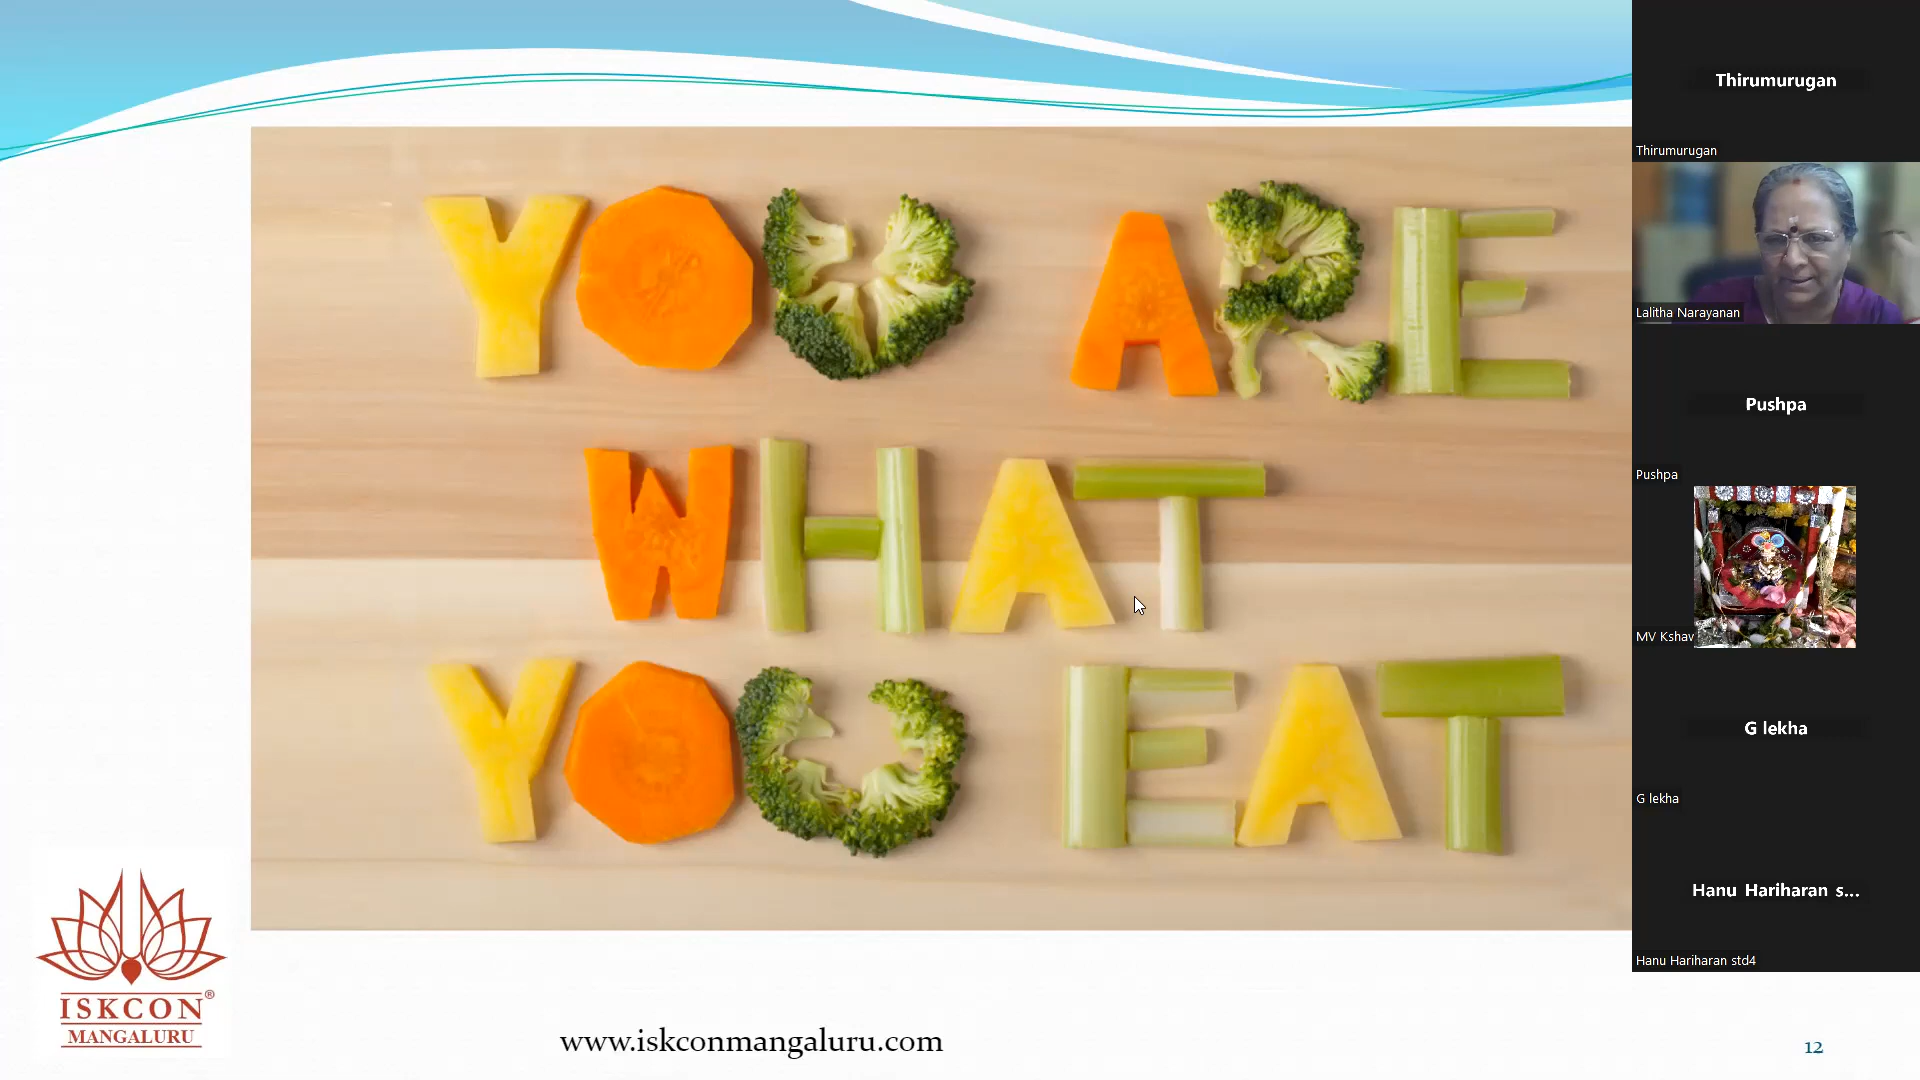 YOU ARE
WHAT
YOU EAT
ISKCON®
MANGALURU
www.iskconmangaluru.com
12
Thirumurugan
Thirumurugan
Lalitha Narayanan
Pushpa
Pushpa
MV Kshav
G lekha
G lekha
Hanu Hariharan s...
Hanu Hariharan std4